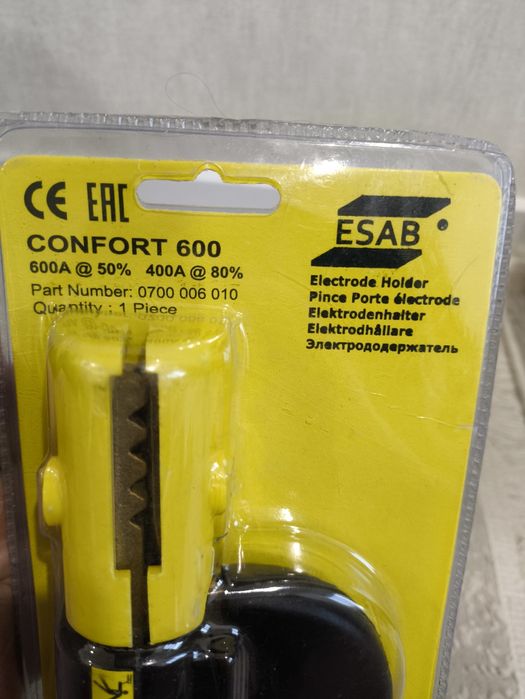 CE EAC
CONFORT 600
600A @ 50% 400A @ 80%
Part Number: 0700 006 010
Quantity : 1 Piece
ESAB ®
Electrode Holder
Pince Porte électrode
Elektrodenhalter
Elektrodhållare
Электрододержатель